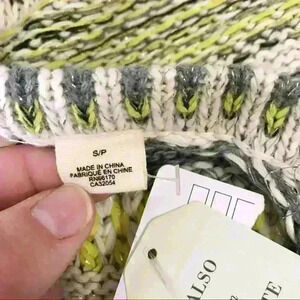 S/P
MADE IN CHINA
FABRIQUÉ EN CHINE
RN66170
CA32054
ALSO